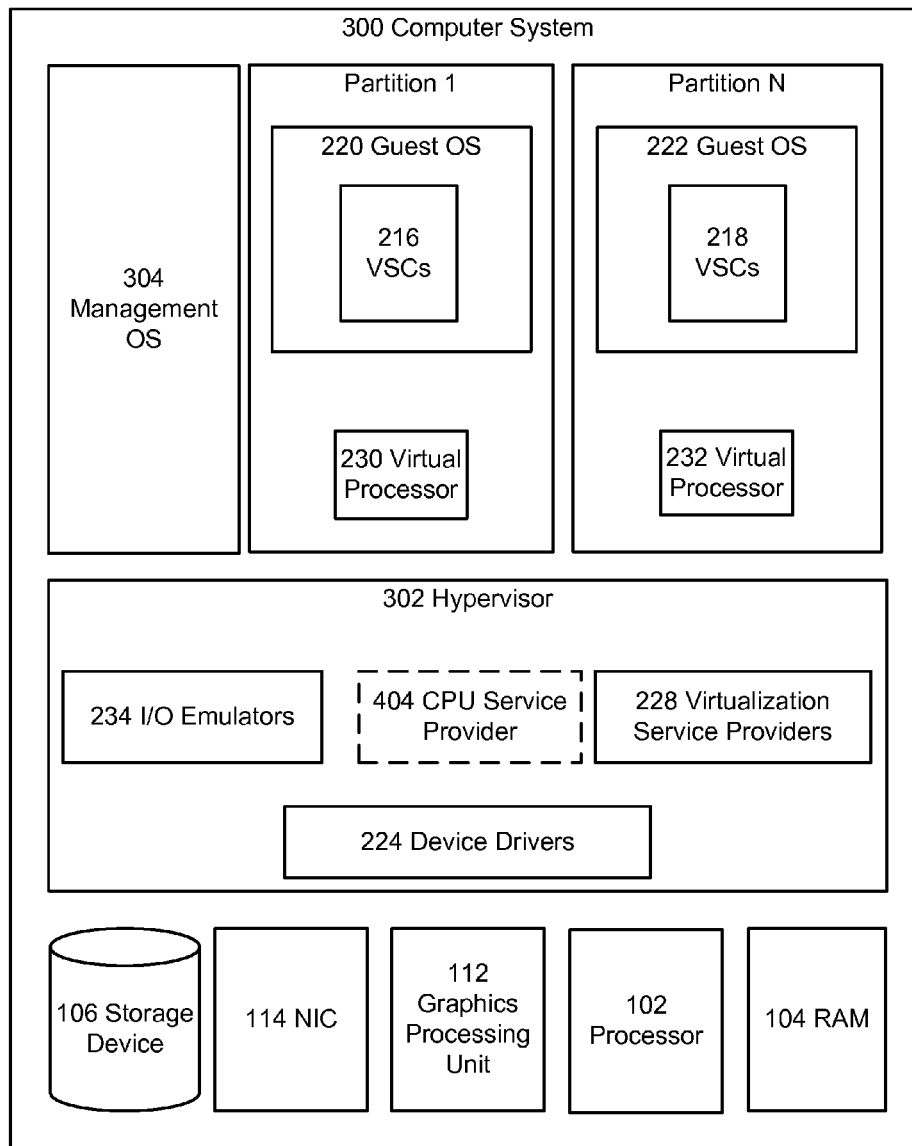 300 Computer System
304
Management
OS
Partition 1
220 Guest OS
216
VSCs
230 Virtual
Processor
Partition N
222 Guest OS
218
VSCs
232 Virtual
Processor
302 Hypervisor
234 I/O Emulators
404 CPU Service
Provider
228 Virtualization
Service Providers
224 Device Drivers
106 Storage
Device
114 NIC
112
Graphics
Processing
Unit
102
Processor
104 RAM